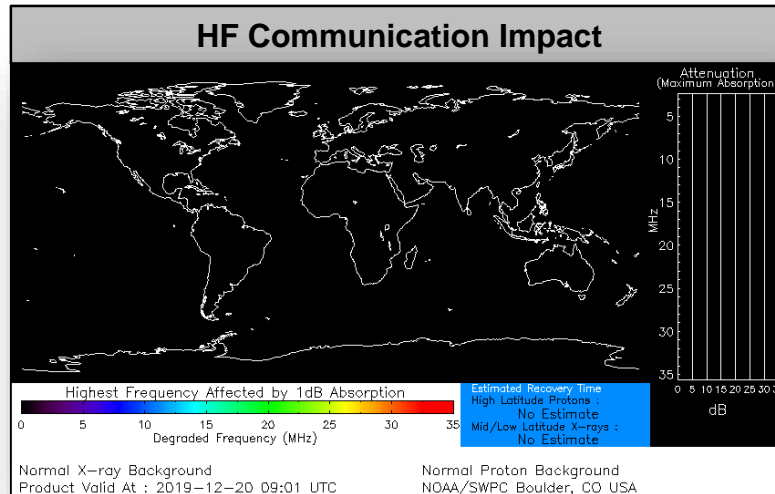 HF Communication Impact
Attenuation
(Maximum Absorption
5
10
15
20
25
30
35
MHz
0 5 10 15 20 25 30 3
dB
Highest Frequency Affected by 1dB Absorption
0 5 10 15 20 25 30 35
Degraded Frequency (MHz)
Estimated Recovery Time
High Latitude Protons :
No Estimate
Mid/Low Latitude X-rays :
No Estimate
Normal X-ray Background
Product Valid At : 2019-12-20 09:01 UTC
Normal Proton Background
NOAA/SWPC Boulder, CO USA